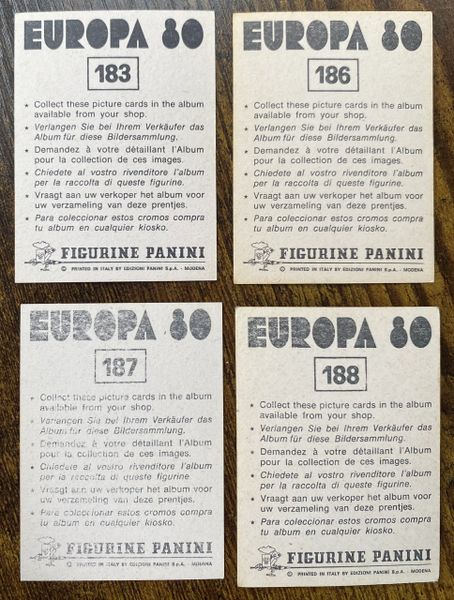 EUROPA 80
183
★ Collect these picture cards in the album
available from your shop.
★ Verlangen Sie bei Ihrem Verkäufer das
Album für diese Bildersammlung.
★ Demandez à votre détaillant l'Album
pour la collection de ces images.
★ Chiedete al vostro rivenditore l'album
per la raccolta di queste figurine.
★ Vraagt aan uw verkoper het album voor
uw verzameling van deze prentjes.
★ Para coleccionar estos cromos compra
tu album en cualquier kiosko.
FIGURINE PANINI
© PRINTED IN ITALY BY EDIZIONI PANINI S.p.A. - MODENA
EUROPA 80
186
★ Collect these picture cards in the album
available from your shop.
★ Verlangen Sie bei Ihrem Verkäufer das
Album für diese Bildersammlung.
★ Demandez à votre détaillant l'Album
pour la collection de ces images.
★ Chiedete al vostro rivenditore l'album
per la raccolta di queste figurine.
★ Vraagt aan uw verkoper het album voor
uw verzameling van deze prentjes.
★ Para coleccionar estos cromos compra
tu album en cualquier kiosko.
FIGURINE PANINI
© PRINTED IN ITALY BY EDIZIONI PANINI S.p.A. - MODENA
EUROPA 80
187
★ Collect these picture cards in the album
available from your shop.
★ Verlangen Sie bei Ihrem Verkäufer das
Album für diese Bildersammlung.
★ Demandez à votre détaillant l'Album
pour la collection de ces images.
★ Chiedete al vostro rivenditore l'album
per la raccolta di queste figurine
★ Vraagt aan uw verkoper het album voor
uw verzameling van deze prentjes.
★ Para coleccionar estos cromos compra
tu album en cualquier kiosko.
FIGURINE PANINI
© PRINTED IN ITALY BY EDIZIONI PANINI S.p.A. - MODENA
EUROPA 80
188
★ Collect these picture cards in the album
available from your shop.
★ Verlangen Sie bei Ihrem Verkäufer das
Album für diese Bildersammlung.
★ Demandez à votre détaillant l'Album
pour la collection de ces images.
★ Chiedete al vostro rivenditore l'album
per la raccolta di queste figurine.
★ Vraagt aan uw verkoper het album voor
uw verzameling van deze prentjes.
★ Para coleccionar estos cromos compra
tu album en cualquier kiosko.
FIGURINE PANINI
© PRINTED IN ITALY BY EDIZIONI PANINI S.p.A. - MODENA